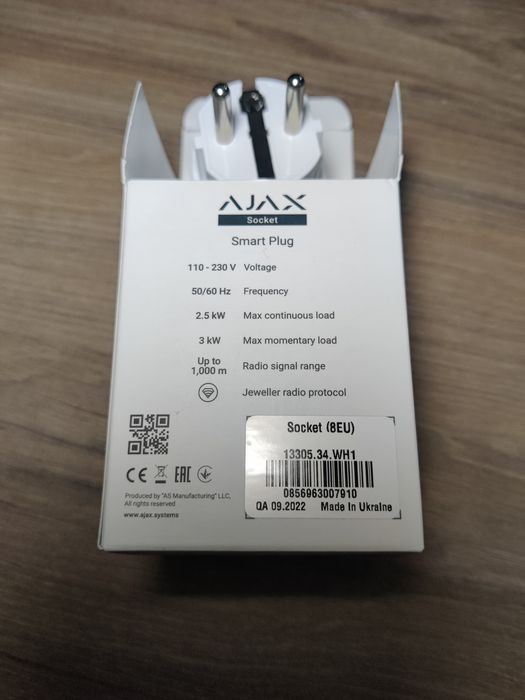 AJAX
Socket
Smart Plug
110 - 230 V Voltage
50/60 Hz Frequency
2.5 kW Max continuous load
3 kW Max momentary load
Up to
1,000 m Radio signal range
Jeweller radio protocol
Socket (8EU)
13305.34.WH1
0856963007910
QA 09.2022 Made In Ukraine
CE EAC
Produced by "AS Manufacturing" LLC,
All rights reserved
www.ajax.systems